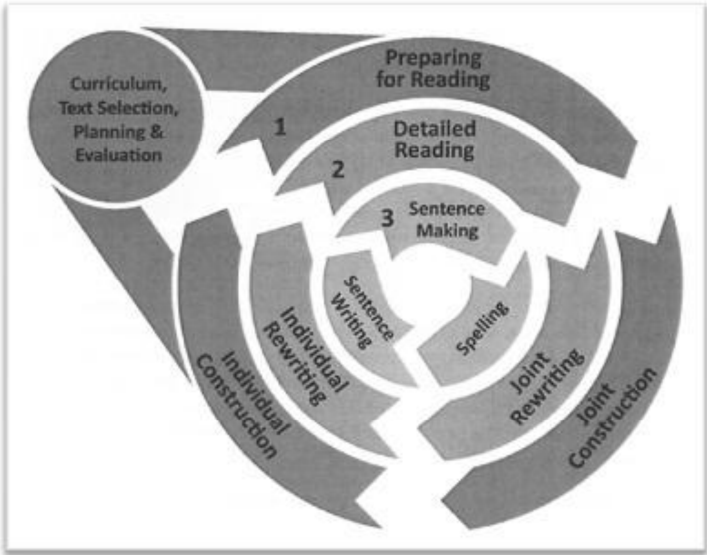 Curriculum,
Text Selection,
Planning &
Evaluation
Preparing
for Reading
1
Detailed
Reading
2
3
Sentence
Making
Sentence
Writing
Spelling
Individual
Rewriting
Joint
Rewriting
Individual
Construction
Joint
Construction